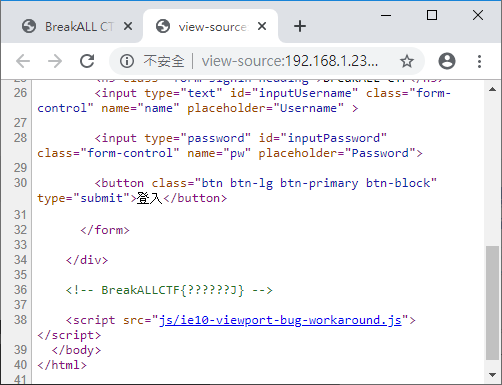 BreakALL CT
view-source
不安全 | view-source:192.168.1.23...
26 <input type="text" id="inputUsername" class="form-
control" name="name" placeholder="Username" >
27
28 <input type="password" id="inputPassword"
class="form-control" name="pw" placeholder="Password">
29
30 <button class="btn btn-lg btn-primary btn-block"
type="submit">登入</button>
31
32 </form>
33
34 </div>
35
36 <!-- BreakALLCTF{??????J} -->
37
38 <script src="js/ie10-viewport-bug-workaround.js">
</script>
39 </body>
40 </html>
41